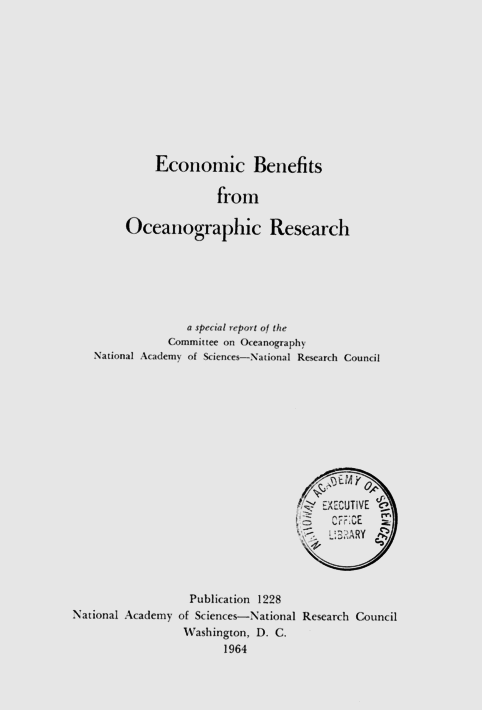 Economic Benefits
from
Oceanographic Research
a special report of the
Committee on Oceanography
National Academy of Sciences—National Research Council
NATIONAL ACADEMY OF SCIENCES
EXECUTIVE
OFFICE
LIBRARY
Publication 1228
National Academy of Sciences—National Research Council
Washington, D. C.
1964